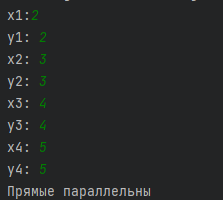 x1:2
y1: 2
x2: 3
y2: 3
x3: 4
y3: 4
x4: 5
y4: 5
Прямые параллельны